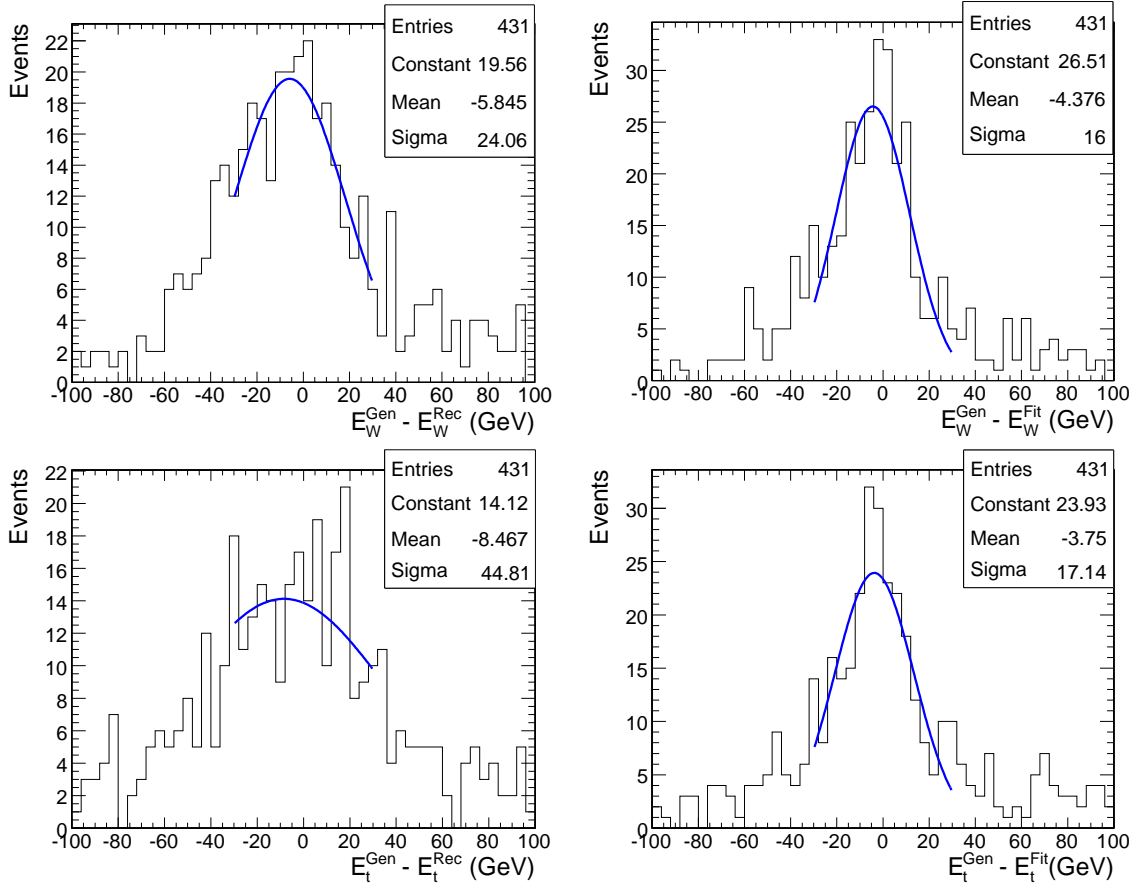 Events
22
20
18
16
14
12
10
8
6
4
2
0
-100 -80 -60 -40 -20 0 20 40 60 80 100
E_W^Gen - E_W^Rec (GeV)
Entries 431
Constant 19.56
Mean -5.845
Sigma 24.06
Events
30
25
20
15
10
5
0
-100 -80 -60 -40 -20 0 20 40 60 80 100
E_W^Gen - E_W^Fit (GeV)
Entries 431
Constant 26.51
Mean -4.376
Sigma 16
Events
22
20
18
16
14
12
10
8
6
4
2
0
-100 -80 -60 -40 -20 0 20 40 60 80 100
E_t^Gen - E_t^Rec (GeV)
Entries 431
Constant 14.12
Mean -8.467
Sigma 44.81
Events
30
25
20
15
10
5
0
-100 -80 -60 -40 -20 0 20 40 60 80 100
E_t^Gen - E_t^Fit (GeV)
Entries 431
Constant 23.93
Mean -3.75
Sigma 17.14